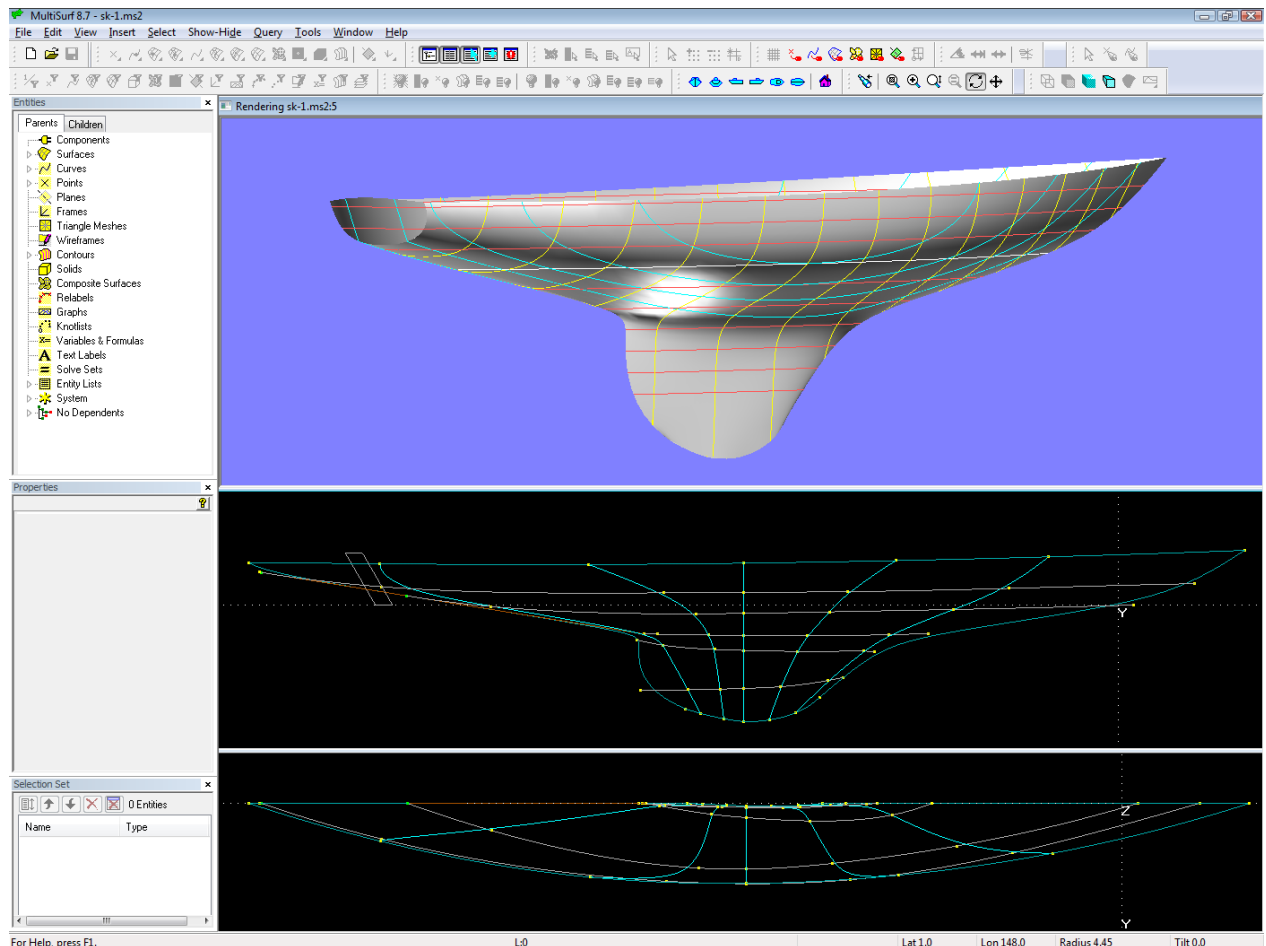 MultiSurf 8.7 - sk-1.ms2
File Edit View Insert Select Show-Hide Query Tools Window Help
Entities
Rendering sk-1.ms2:5
Parents Children
Components
Surfaces
Curves
Points
Planes
Frames
Triangle Meshes
Wireframes
Contours
Solids
Composite Surfaces
Relabels
Graphs
Knotlists
X= Variables & Formulas
A Text Labels
Solve Sets
Entity Lists
System
No Dependents
Properties
Y
Selection Set
0 Entities
Name Type
Z
Y
For Help, press F1. L:0 Lat 1.0 Lon 148.0 Radius 4.45 Tilt 0.0